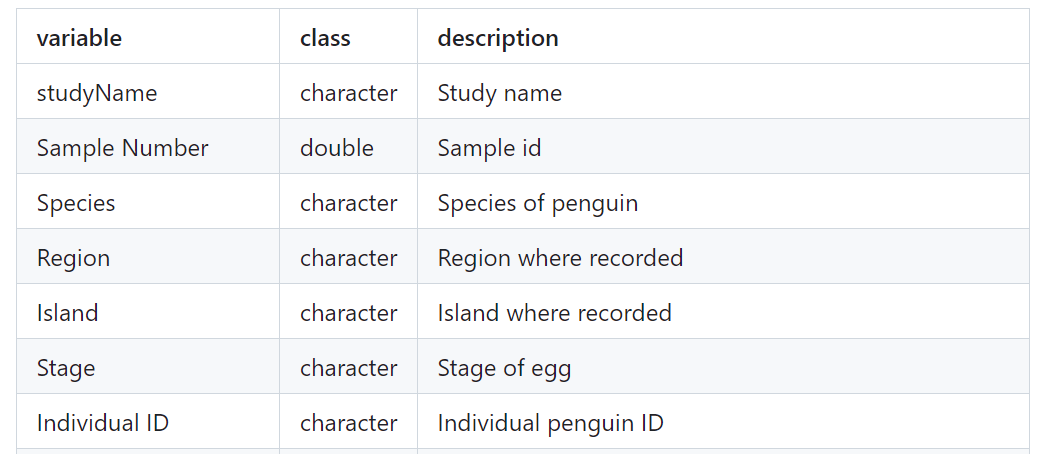 variable class description
studyName character Study name
Sample Number double Sample id
Species character Species of penguin
Region character Region where recorded
Island character Island where recorded
Stage character Stage of egg
Individual ID character Individual penguin ID